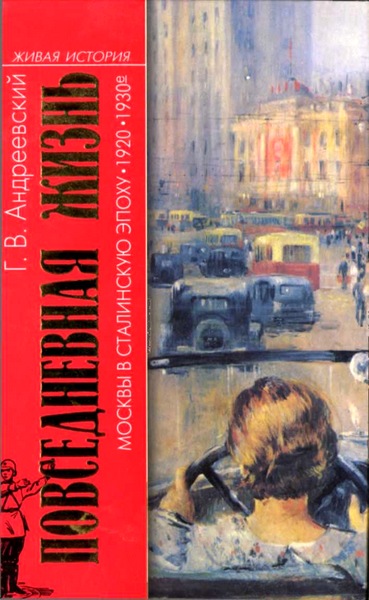 ЖИВАЯ ИСТОРИЯ
Г. В. Андреевский
ПОВСЕДНЕВНАЯ ЖИЗНЬ
МОСКВЫ В СТАЛИНСКУЮ ЭПОХУ • 1920 • 1930е